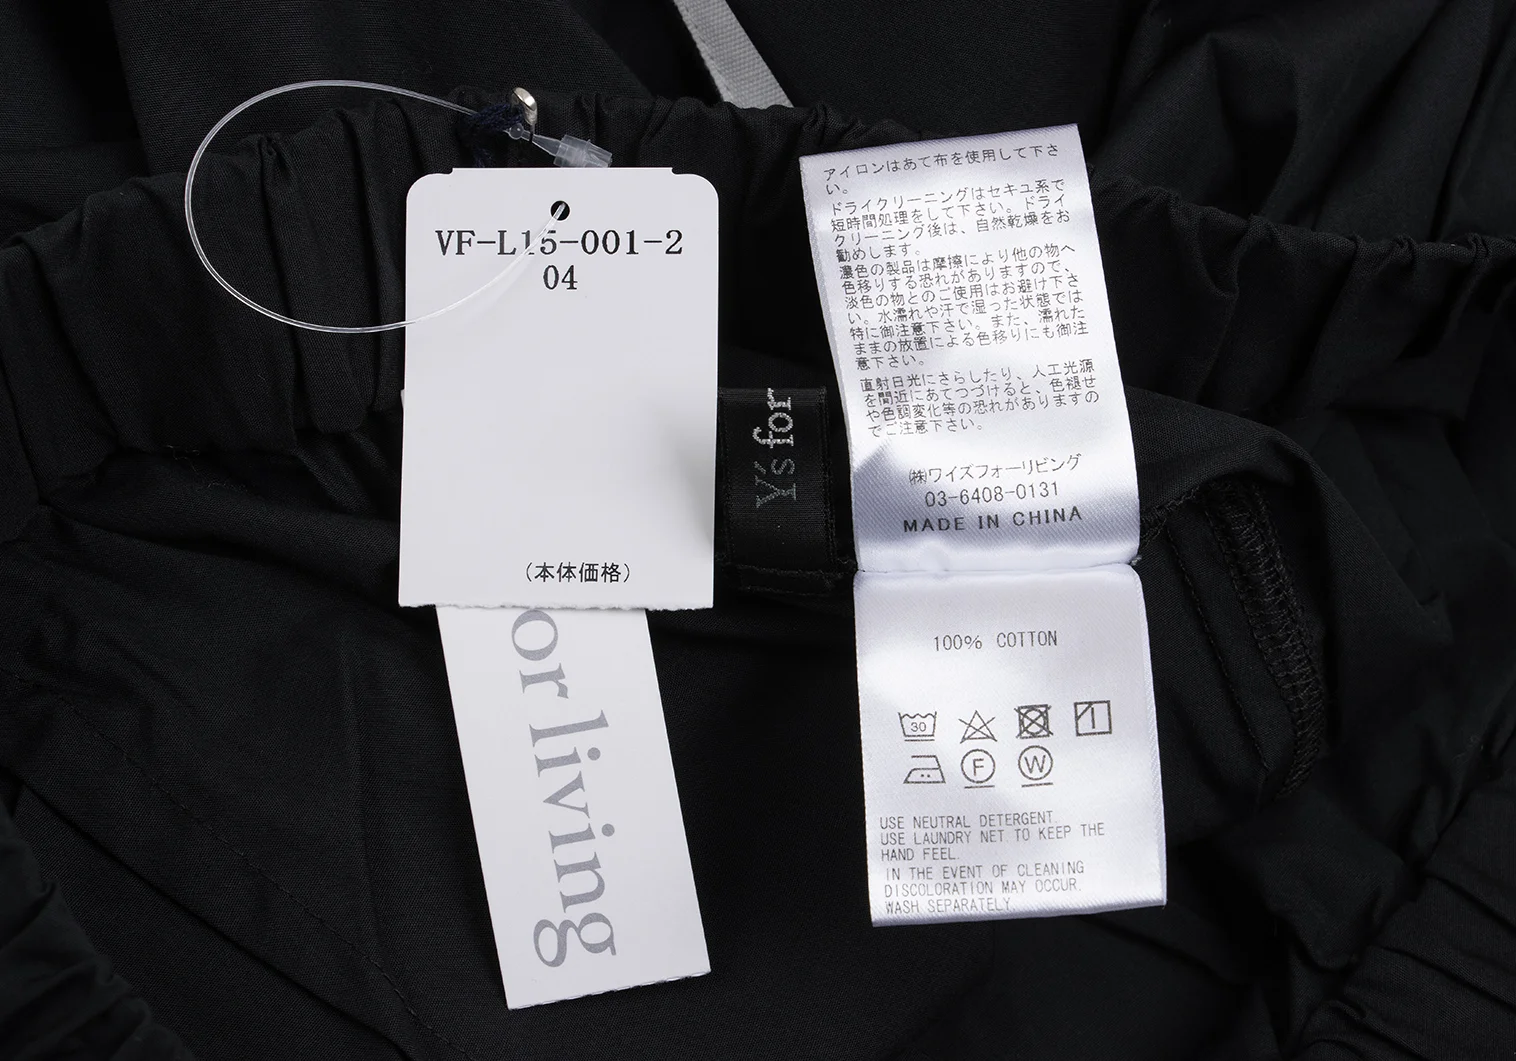 VF-L15-001-2
04
(本体価格)
or living
Y's for
アイロンはあて布を使用して下さ
い。
ドライクリーニングはセキユ系で
短時間処理をして下さい。ドライ
クリーニング後は、自然乾燥をお
勧めします。
濃色の製品は摩擦により他の物へ
色移りする恐れがありますので、
淡色の物とのご使用はお避け下さ
い。水濡れや汗で湿った状態では
特に御注意下さい。また、濡れた
ままの放置による色移りにも御注
意下さい。
直射日光にさらしたり、人工光源
を間近にあてつづけると、色褪せ
や色調変化等の恐れがありますの
でご注意下さい。
㈱ワイズフォーリビング
03-6408-0131
MADE IN CHINA
100% COTTON
30
F
W
USE NEUTRAL DETERGENT.
USE LAUNDRY NET TO KEEP THE
HAND FEEL.
IN THE EVENT OF CLEANING
DISCOLORATION MAY OCCUR.
WASH SEPARATELY